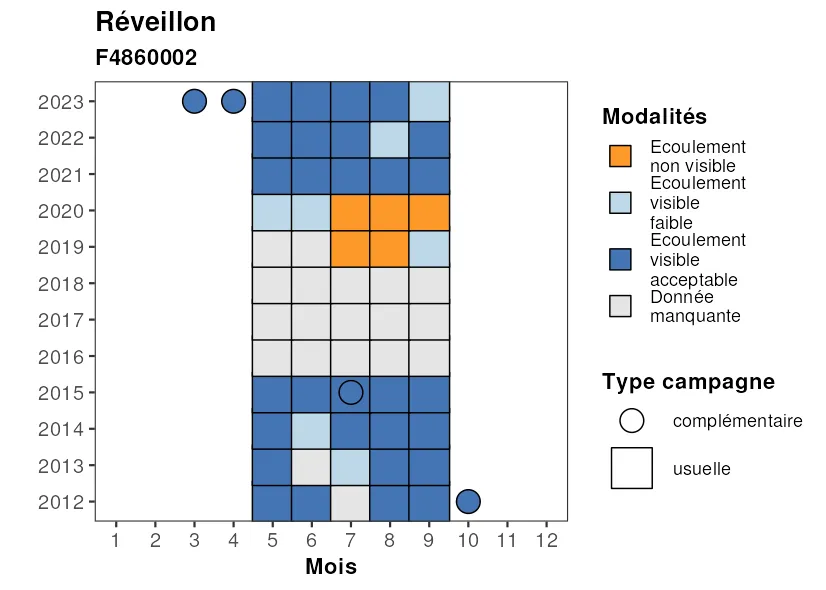 Réveillon
F4860002
2023
2022
2021
2020
2019
2018
2017
2016
2015
2014
2013
2012
1 2 3 4 5 6 7 8 9 10 11 12
Mois
Modalités
Ecoulement
non visible
Ecoulement
visible
faible
Ecoulement
visible
acceptable
Donnée
manquante
Type campagne
complémentaire
usuelle